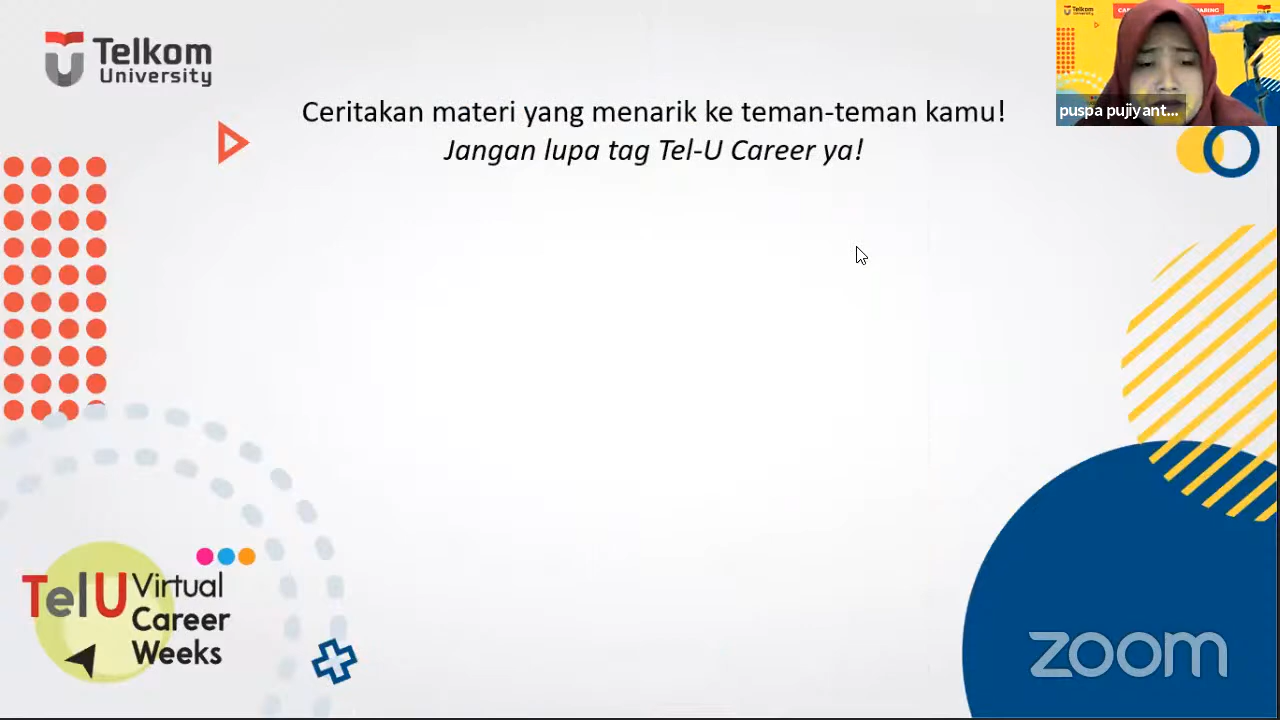 Telkom
University
Ceritakan materi yang menarik ke teman-teman kamu!
Jangan lupa tag Tel-U Career ya!
puspa pujiyant...
TelU Virtual
Career
Weeks
zoom